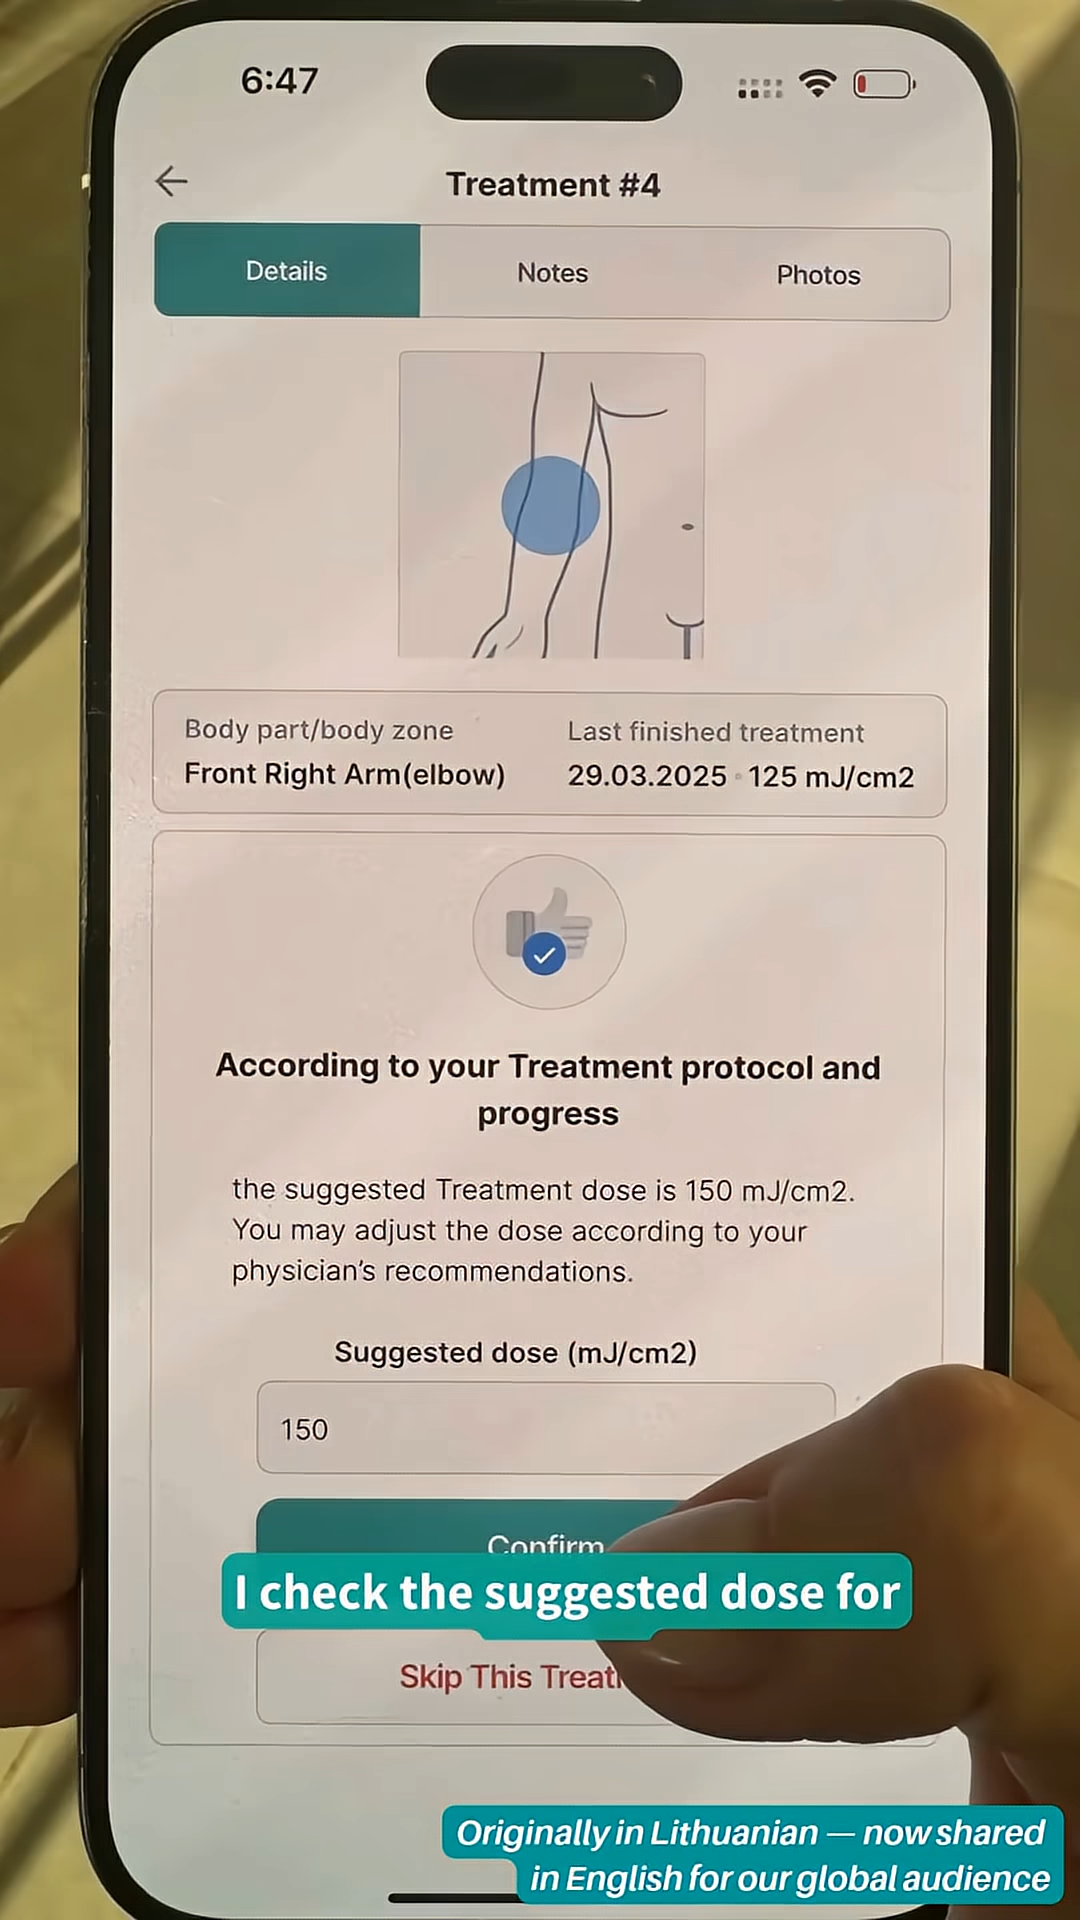 6:47
Treatment #4
Details
Notes
Photos
Body part/body zone
Last finished treatment
Front Right Arm(elbow)
29.03.2025 • 125 mJ/cm2
According to your Treatment protocol and
progress
the suggested Treatment dose is 150 mJ/cm2.
You may adjust the dose according to your
physician's recommendations.
Suggested dose (mJ/cm2)
150
Confirm
I check the suggested dose for
Skip This
Originally in Lithuanian — now shared
in English for our global audience